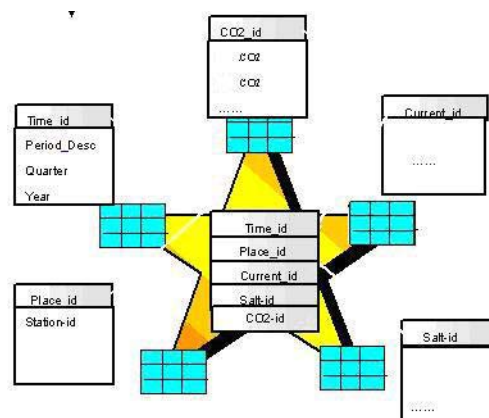 CO2_id
.CO2
CO2
……
Time_id
Period_Desc
Quarter
Year
Current_id
……
Time_id
Place_id
Current_id
Salt-id
CO2-id
Place_id
Station-id
Salt-id
……